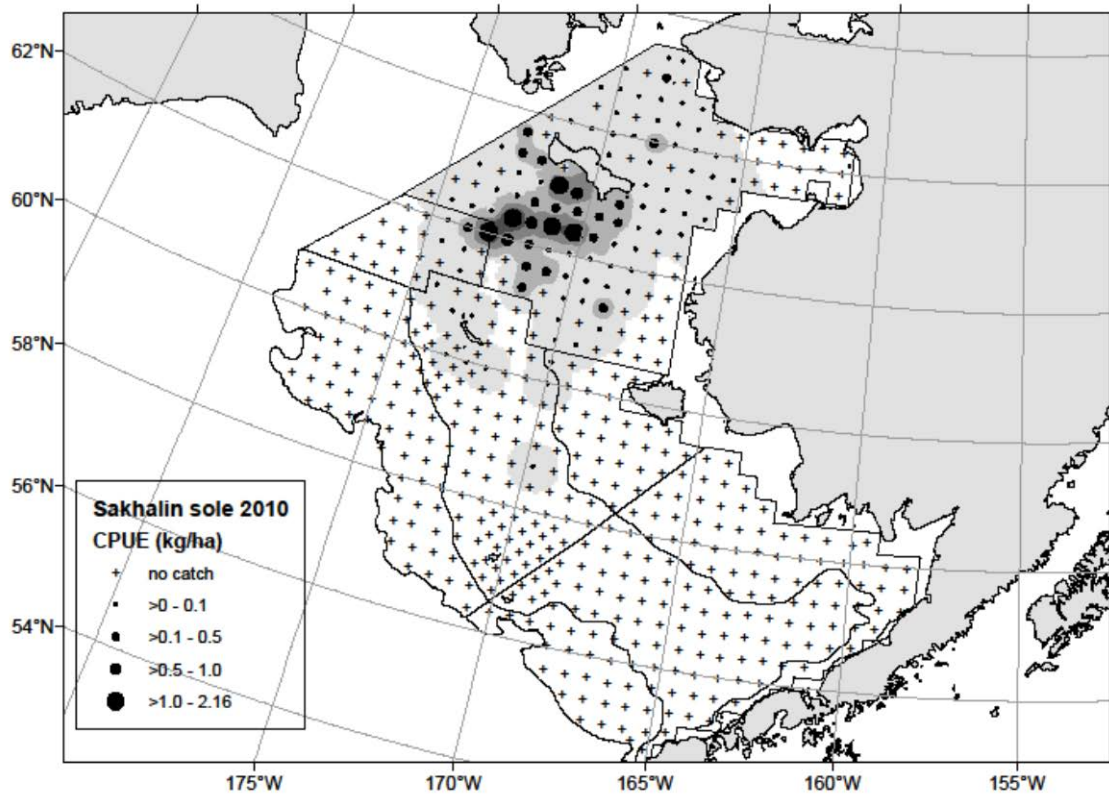 62°N
60°N
58°N
56°N
54°N
Sakhalin sole 2010
CPUE (kg/ha)
no catch
>0 - 0.1
>0.1 - 0.5
>0.5 - 1.0
>1.0 - 2.16
175°W
170°W
165°W
160°W
155°W